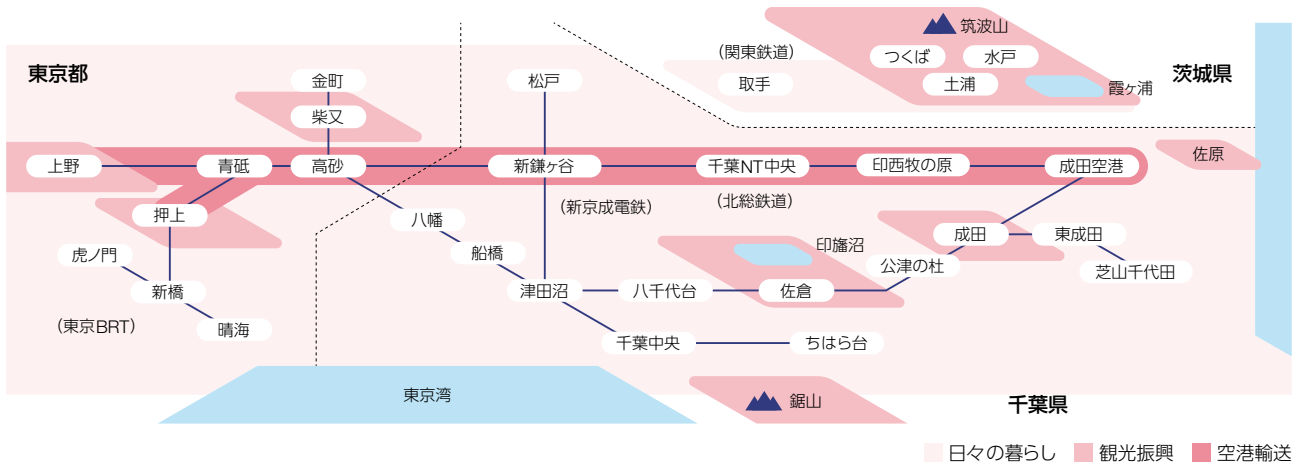 筑波山
(関東鉄道)
つくば
水戸
東京都
茨城県
金町
松戸
取手
土浦
霞ヶ浦
柴又
佐原
上野
青砥
高砂
新鎌ヶ谷
千葉NT中央
印西牧の原
成田空港
(新京成電鉄)
(北総鉄道)
押上
八幡
印旛沼
成田
東成田
虎ノ門
船橋
公津の杜
芝山千代田
新橋
津田沼
八千代台
佐倉
(東京BRT)
晴海
千葉中央
ちはら台
東京湾
鋸山
千葉県
日々の暮らし 観光振興 空港輸送